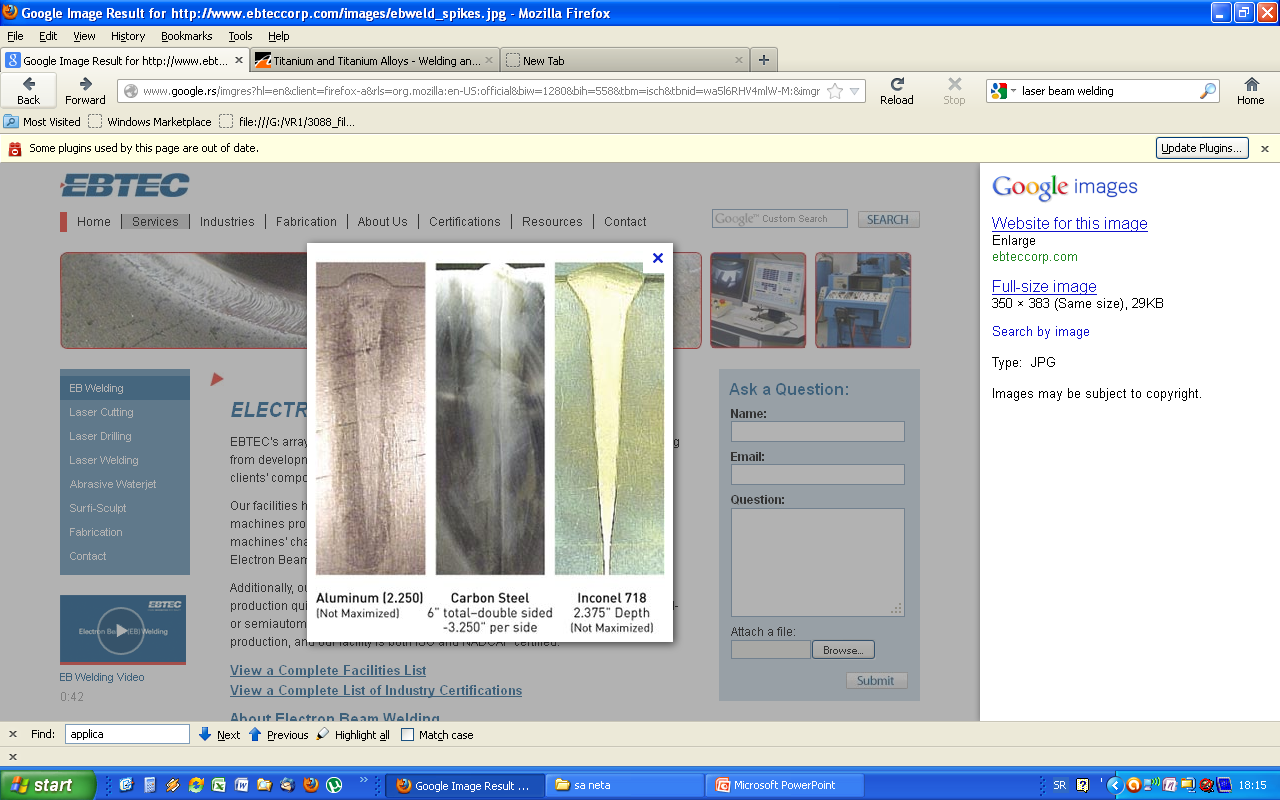 Google Image Result for http://www.ebteccorp.com/images/ebweld_spikes.jpg - Mozilla Firefox
File Edit View History Bookmarks Tools Help
Google Image Result for http://www.ebt... Titanium and Titanium Alloys - Welding an... New Tab
Back Forward www.google.rs/imgres?hl=en&client=firefox-a&rls=org.mozilla:en-US:official&biw=1280&bih=558&tbm=isch&tbnid=wa5l6RHV4mlW-M:&imgr Reload Stop laser beam welding Home
Most Visited Windows Marketplace file:///G:/VR1/3088_fil...
Some plugins used by this page are out of date. Update Plugins...
EBTEC
Home Services Industries Fabrication About Us Certifications Resources Contact
Google™ Custom Search SEARCH
EB Welding
Laser Cutting
Laser Drilling
Laser Welding
Abrasive Waterjet
Surfi-Sculpt
Fabrication
Contact
EBTEC
Electron Beam (EB) Welding
EB Welding Video
0:42
ELECTR
EBTEC's array
from develop
clients' compo
Our facilities h
machines pro
machines' cha
Electron Beam
Additionally, ou
production qui
or semiautom
production, and our facility is both ISO and NADCAP certified.
View a Complete Facilities List
View a Complete List of Industry Certifications
About Electron Beam Welding
Aluminum (2.250)
(Not Maximized)
Carbon Steel
6" total-double sided
-3.250" per side
Inconel 718
2.375" Depth
(Not Maximized)
Ask a Question:
Name:
Email:
Question:
Attach a file:
Browse...
Submit
Google images
Website for this image
Enlarge
ebteccorp.com
Full-size image
350 × 383 (Same size), 29KB
Search by image
Type: JPG
Images may be subject to copyright.
Find: applica Next Previous Highlight all Match case
start Google Image Result ... sa neta Microsoft PowerPoint SR 18:15